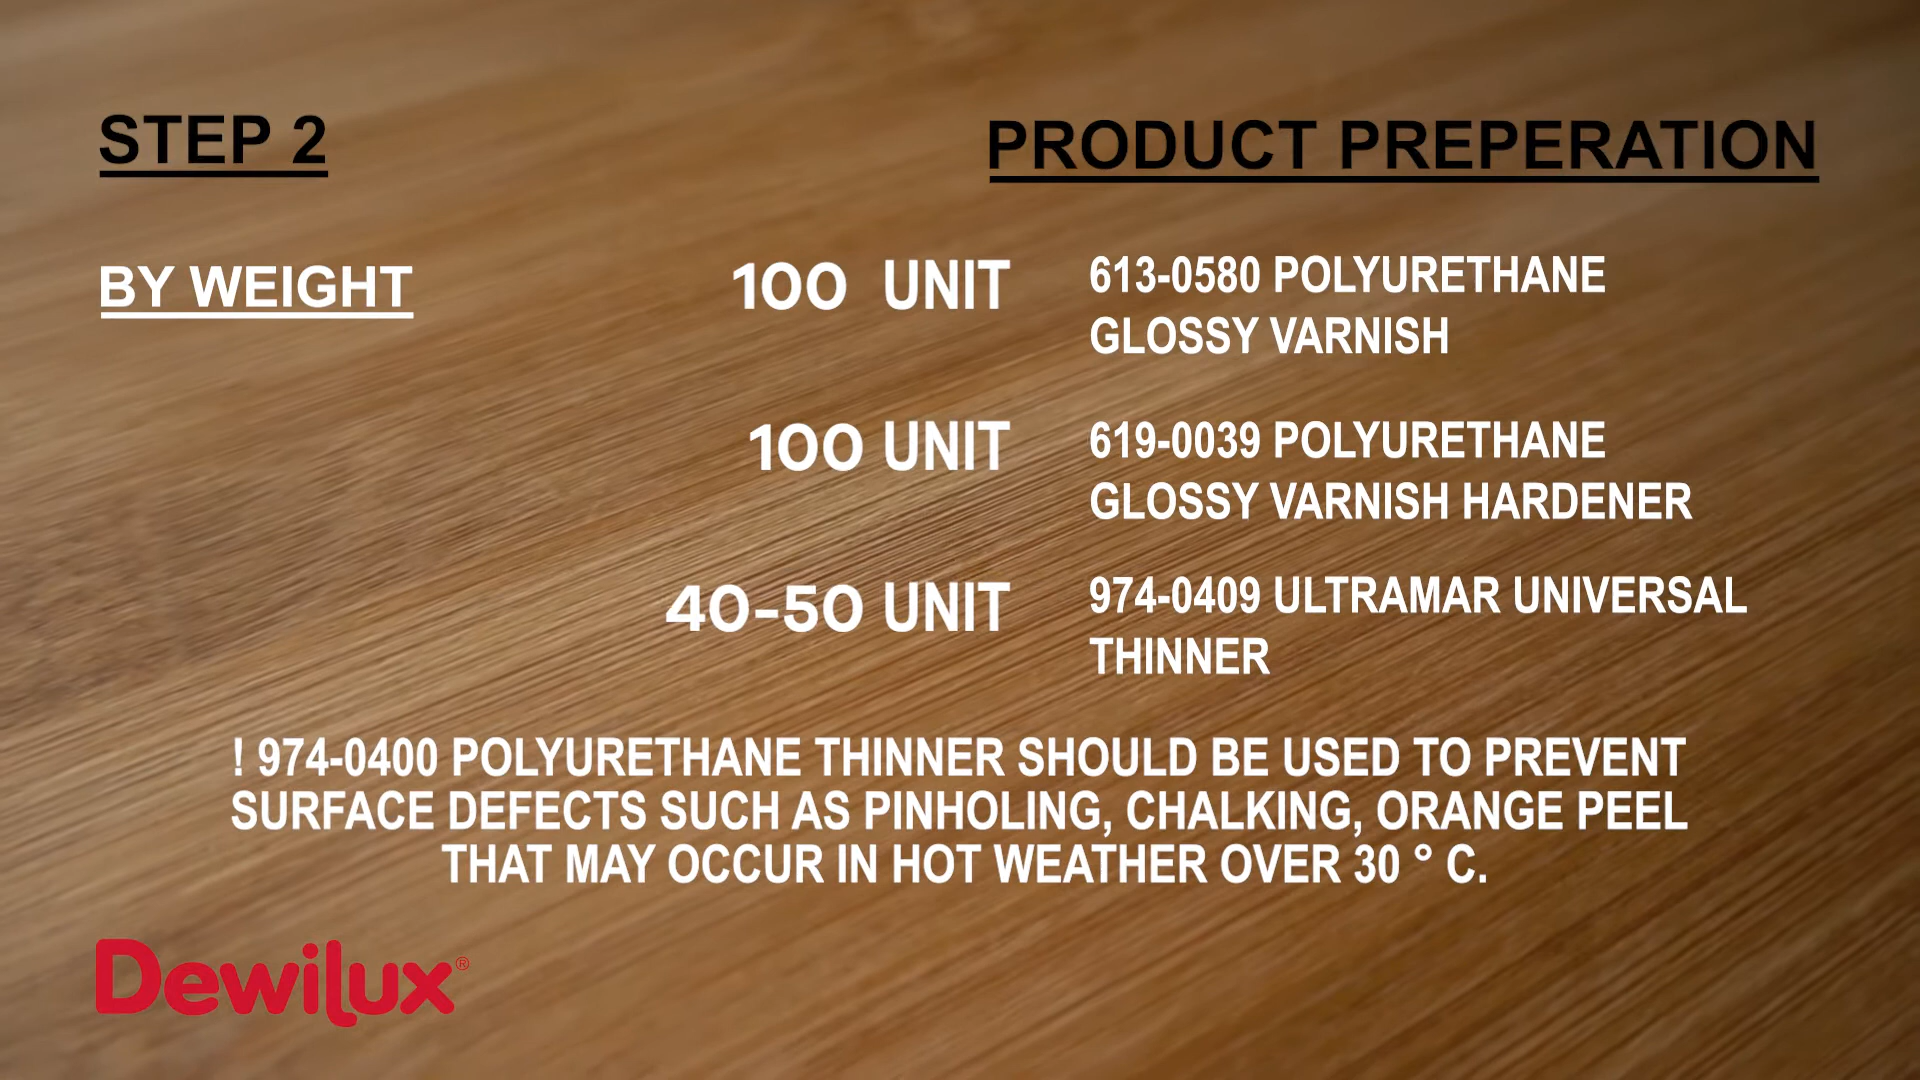 STEP 2
PRODUCT PREPERATION
BY WEIGHT
100 UNIT
613-0580 POLYURETHANE
GLOSSY VARNISH
100 UNIT
619-0039 POLYURETHANE
GLOSSY VARNISH HARDENER
40-50 UNIT
974-0409 ULTRAMAR UNIVERSAL
THINNER
! 974-0400 POLYURETHANE THINNER SHOULD BE USED TO PREVENT
SURFACE DEFECTS SUCH AS PINHOLING, CHALKING, ORANGE PEEL
THAT MAY OCCUR IN HOT WEATHER OVER 30 ° C.
Dewilux®